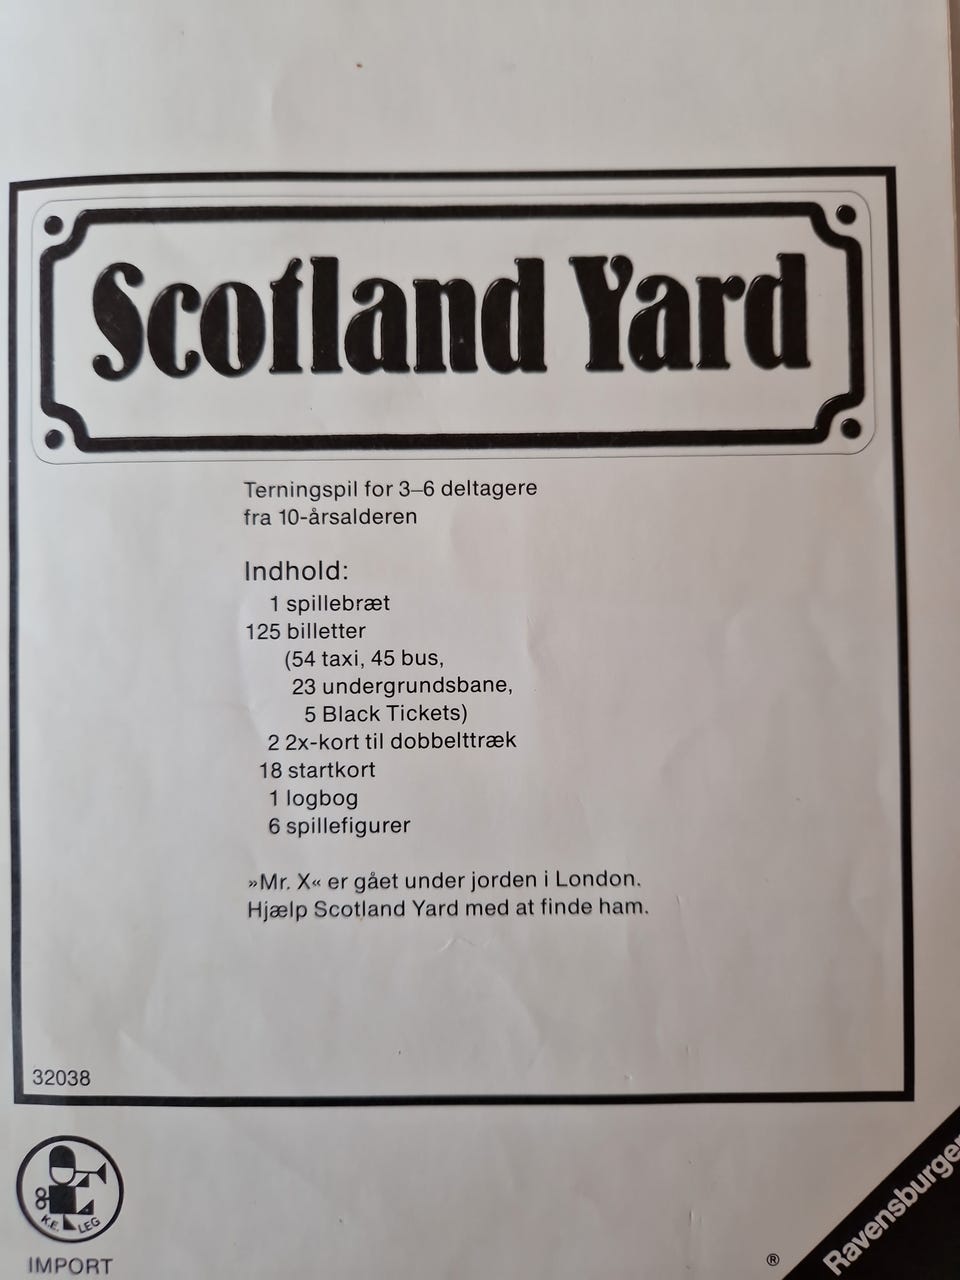 Scotland Yard
Terningspil for 3–6 deltagere
fra 10-årsalderen
Indhold:
1 spillebræt
125 billetter
(54 taxi, 45 bus,
23 undergrundsbane,
5 Black Tickets)
2 2x-kort til dobbelttræk
18 startkort
1 logbog
6 spillefigurer
»Mr. X« er gået under jorden i London.
Hjælp Scotland Yard med at finde ham.
32038
K.E. LEG
IMPORT
®
Ravensburger